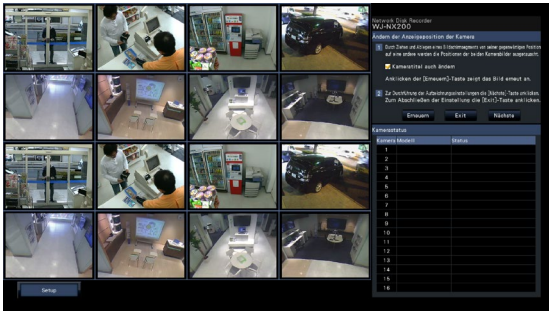 Network Disk Recorder
WJ-NX200
Ändern der Anzeigeposition der Kamera
1 Durch Ziehen und Ablegen eines Bildschirmsegments von seiner gegenwärtigen Position
auf eine andere werden die Positionen der beiden Kamerabilder ausgetauscht.
Kameratitel auch ändern
Anklicken der [Erneuern]-Taste zeigt das Bild erneut an.
2 Zur Durchführung der Aufzeichnungseinstellungen die [Nächste]-Taste anklicken.
Zum Abschließen der Einstellung die [Exit]-Taste anklicken.
Erneuern Exit Nächste
Kamerastatus
Kamera Modell Status
1
2
3
4
5
6
7
8
9
10
11
12
13
14
15
16
Setup